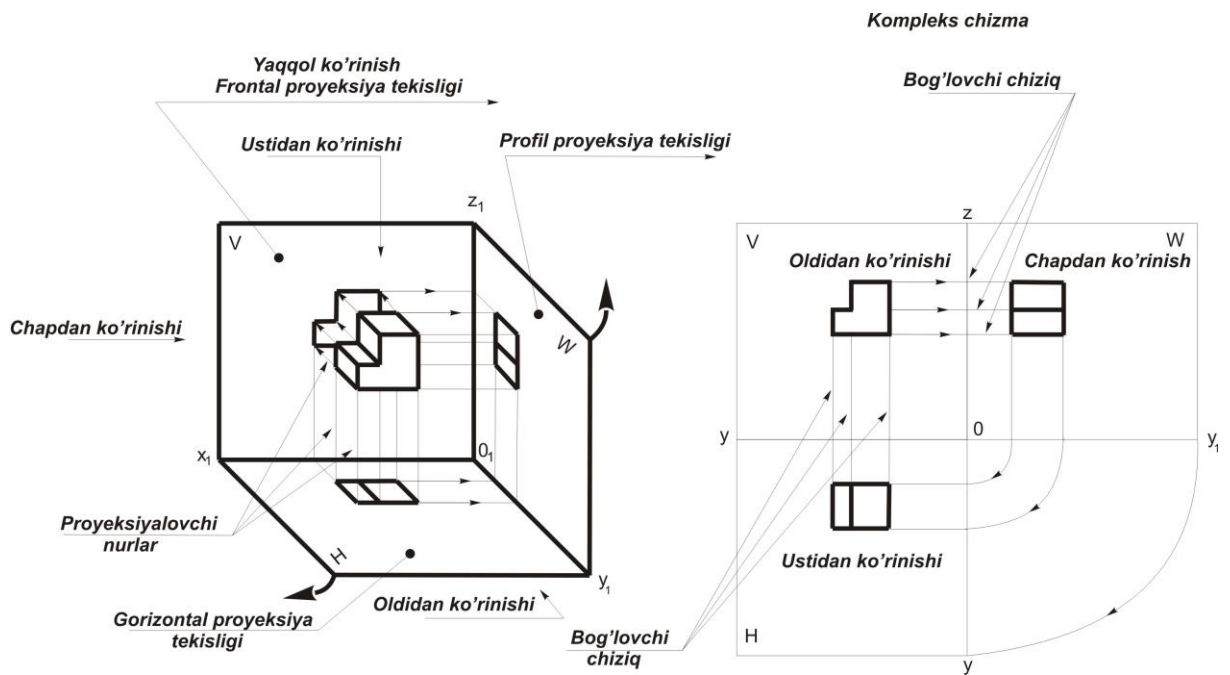 Kompleks chizma
Yaqqol ko'rinish
Frontal proyeksiya tekisligi
Bog'lovchi chiziq
Ustidan ko'rinishi
Profil proyeksiya tekisligi
z1
z
V
V
W
Oldidan ko'rinishi
Chapdan ko'rinish
Chapdan ko'rinishi
W
y
0
y1
x1
01
Proyeksiyalovchi
nurlar
H
Ustidan ko'rinishi
y1
Oldidan ko'rinishi
Gorizontal proyeksiya
tekisligi
Bog'lovchi
chiziq
H
y